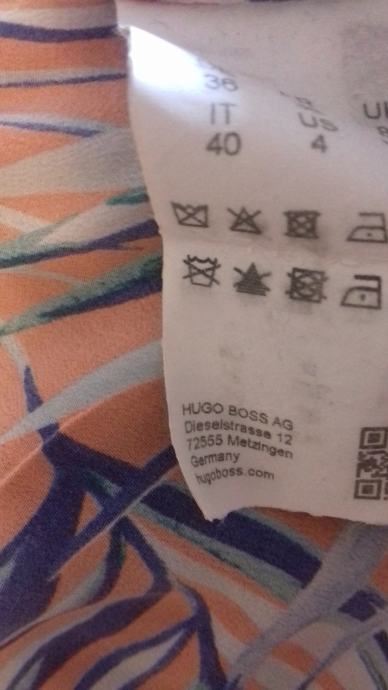 36
IT
40
US
4
HUGO BOSS AG
Dieselstrasse 12
72555 Metzingen
Germany
hugoboss.com